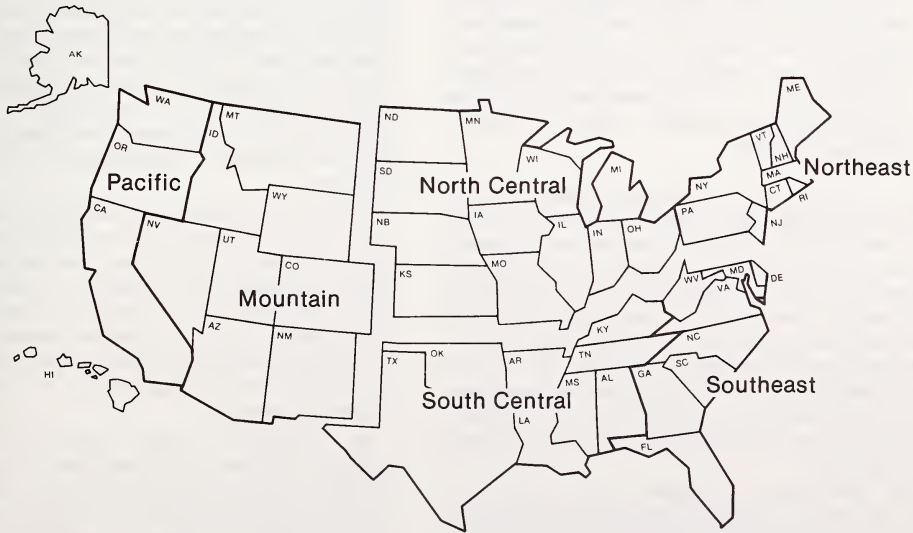 AK
WA
MT
ND
MN
ME
ID
VT
OR
WI
MI
NH
Northeast
SD
MA
Pacific
North Central
NY
WY
CT
RI
CA
IA
PA
NB
IL
IN
OH
NJ
NV
UT
MO
CO
KS
WV
MD
DE
VA
Mountain
AZ
NM
KY
NC
TN
TX
OK
AR
SC
HI
MS
AL
GA
Southeast
South Central
LA
FL